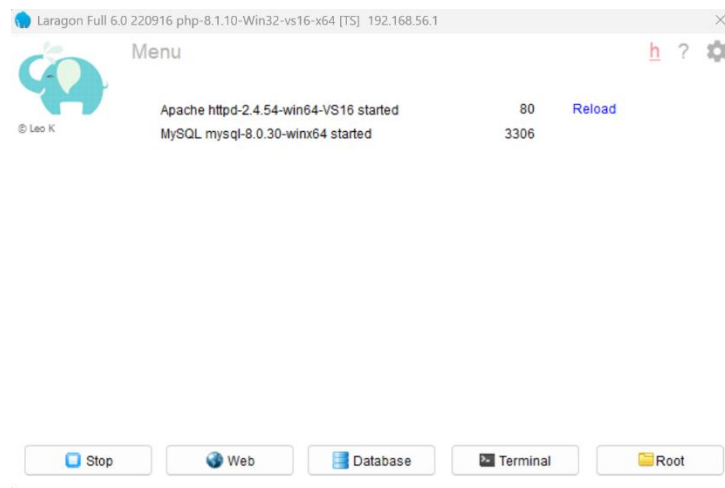 Laragon Full 6.0 220916 php-8.1.10-Win32-vs16-x64 [TS] 192.168.56.1
Menu h ?
© Leo K
Apache httpd-2.4.54-win64-VS16 started 80 Reload
MySQL mysql-8.0.30-winx64 started 3306
Stop Web Database Terminal Root